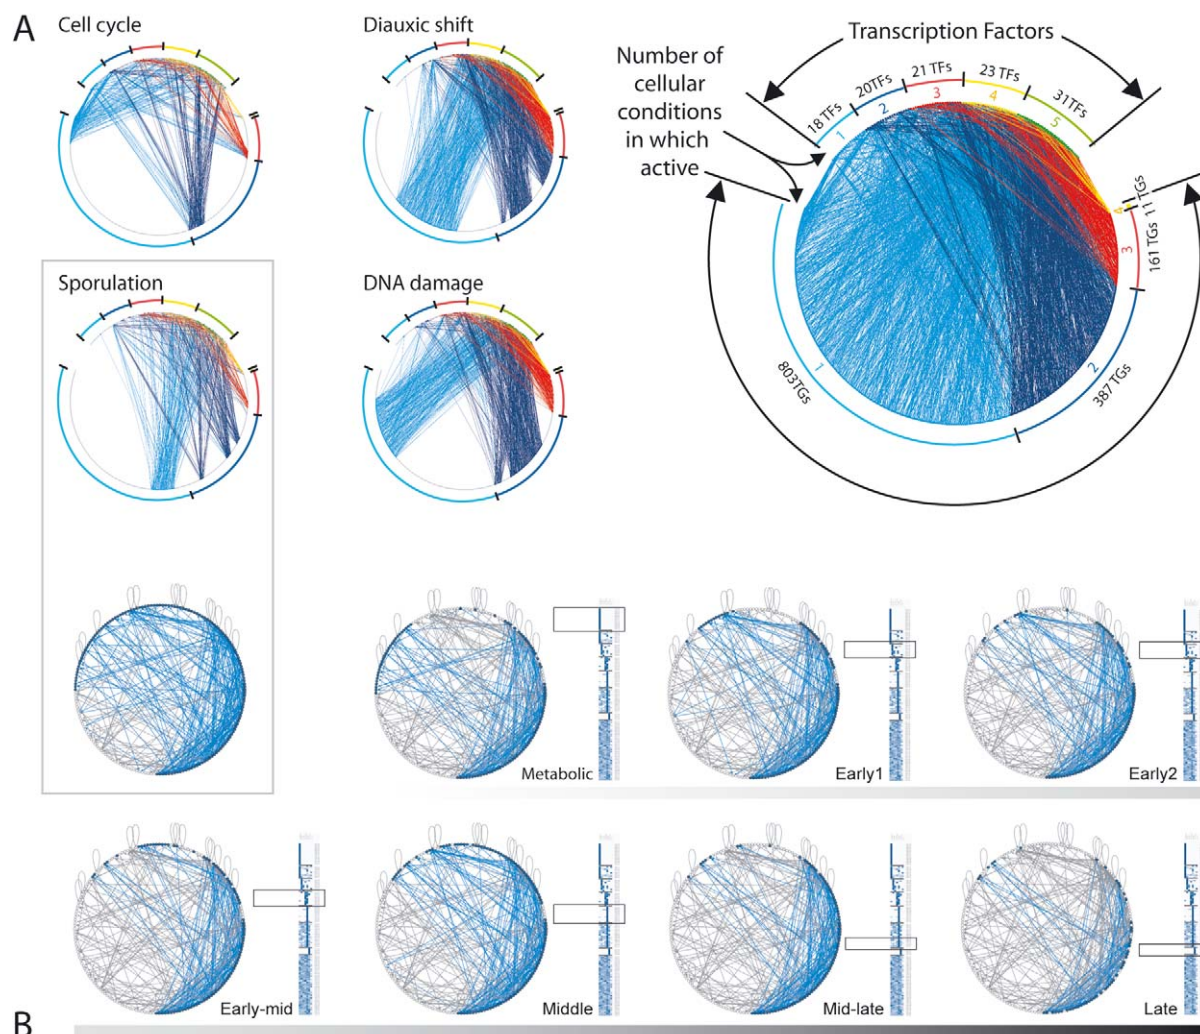 A
Cell cycle
Diauxic shift
Number of
cellular
conditions
in which
active
Transcription Factors
18 TFs
20TFs
21 TFs
23 TFs
31TFs
1
2
3
4
5
4
11 TGs
3
161 TGs
2
387 TGs
1
803TGs
Sporulation
DNA damage
Metabolic
Early1
Early2
Early-mid
Middle
Mid-late
Late
B